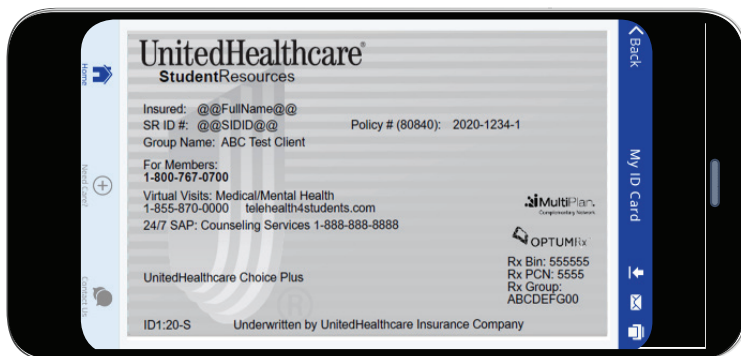 UnitedHealthcare®
StudentResources
Insured: @@FullName@@
SR ID #: @@SIDID@@ Policy # (80840): 2020-1234-1
Group Name: ABC Test Client
For Members:
1-800-767-0700
Virtual Visits: Medical/Mental Health
1-855-870-0000 telehealth4students.com
24/7 SAP: Counseling Services 1-888-888-8888
MultiPlan.
Complementing Network
OPTUMRx
UnitedHealthcare Choice Plus
Rx Bin: 555555
Rx PCN: 5555
Rx Group:
ABCDEFG00
ID1:20-S Underwritten by UnitedHealthcare Insurance Company
®
Back
My ID Card
Home
Need Care?
Contact Us